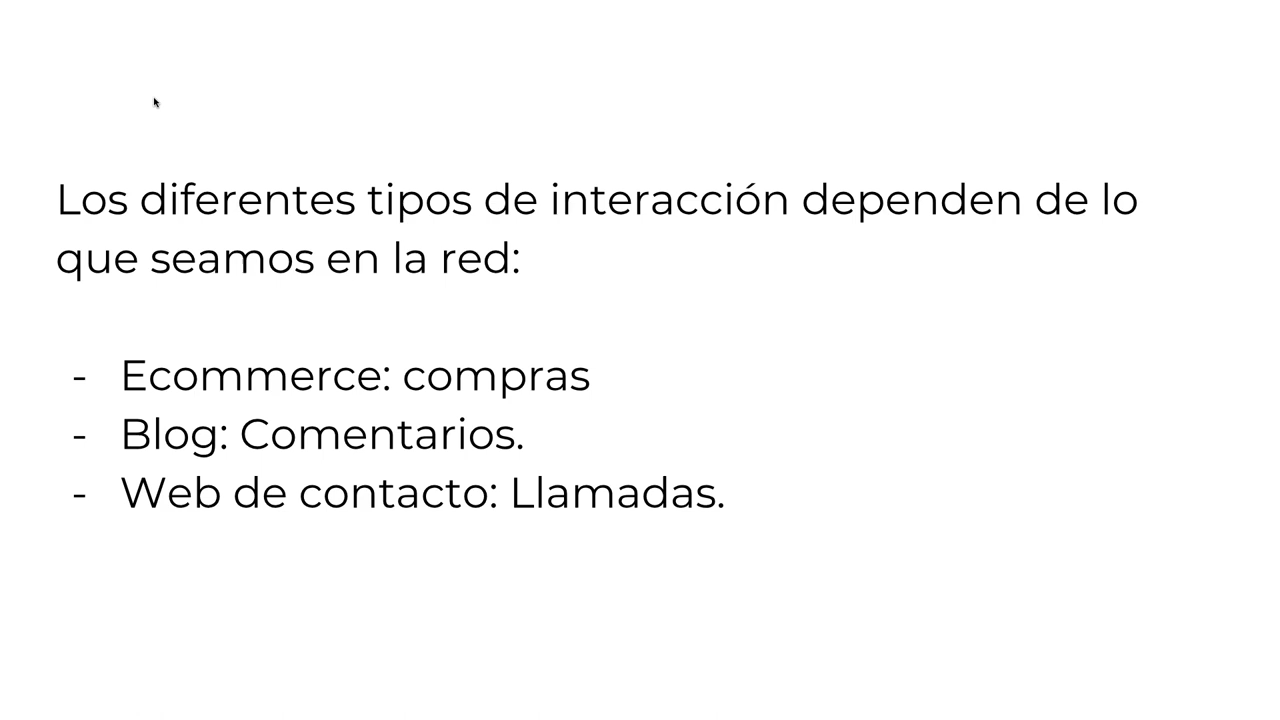 Los diferentes tipos de interacción dependen de lo
que seamos en la red:
- Ecommerce: compras
- Blog: Comentarios.
- Web de contacto: Llamadas.